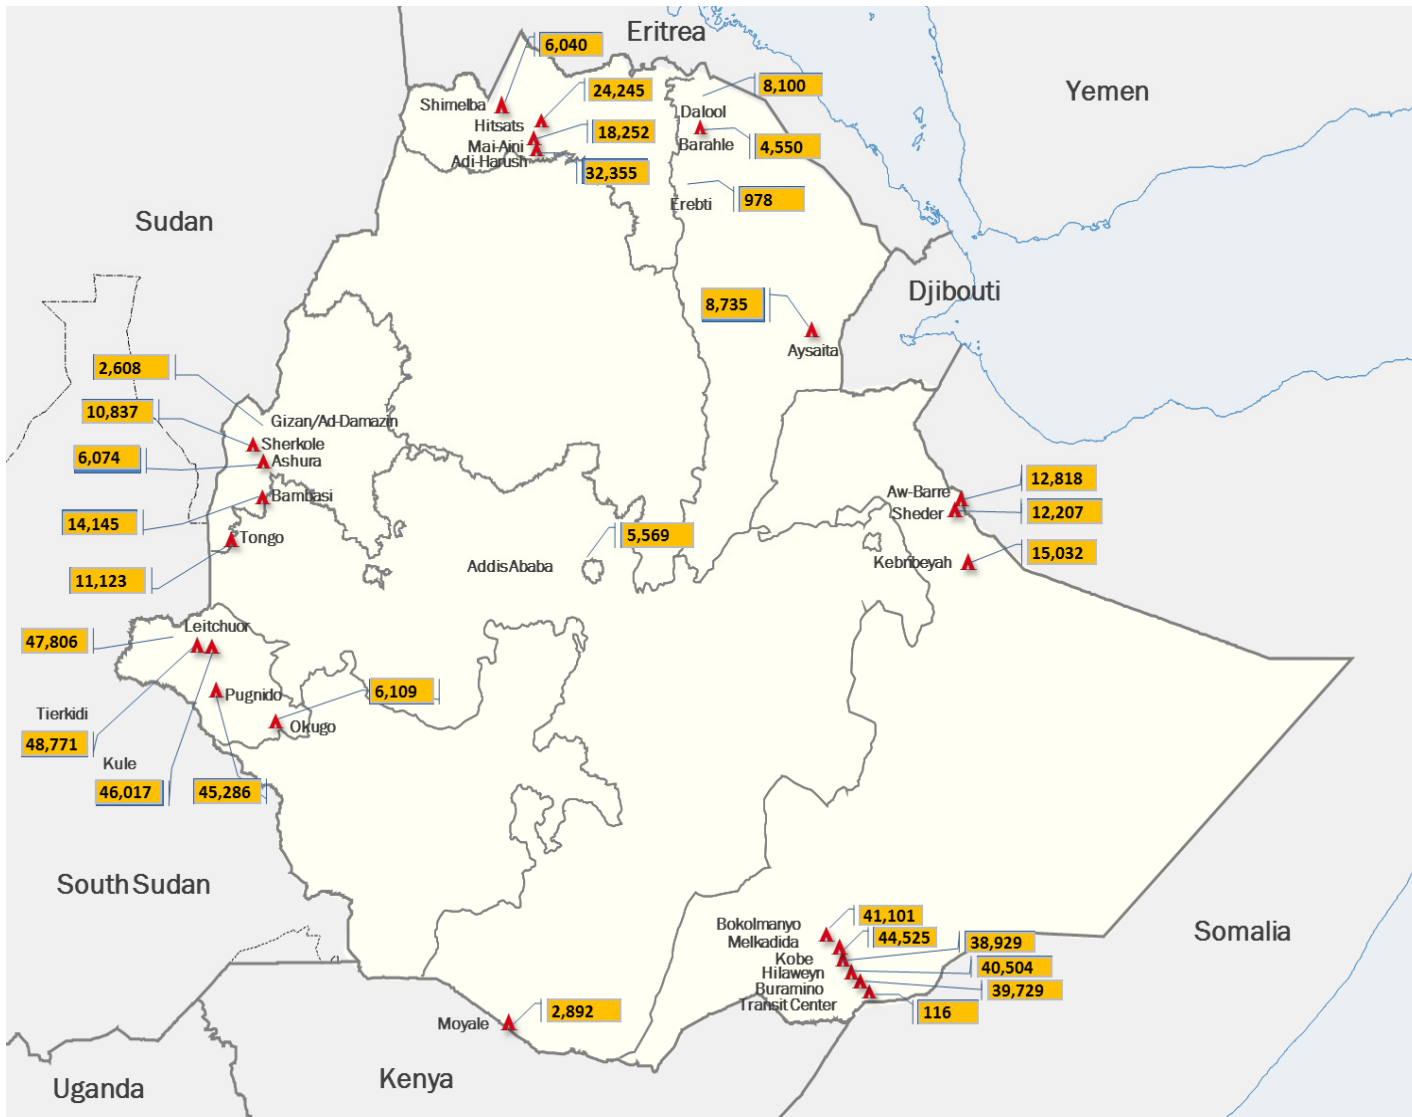 Eritrea
6,040
Yemen
24,245
8,100
Shimelba
Dalool
Hitsats
18,252
Mai-Aini
Barahle
4,550
Adi-Harush
32,355
978
Erebti
Sudan
Djibouti
8,735
Aysaita
2,608
10,837
Gizan/Ad-Damazin
Sherkole
6,074
Ashura
12,818
Aw-Barre
Bambasi
12,207
Sheder
14,145
5,569
Tongo
15,032
Kebribeyah
Addis Ababa
11,123
Leitchuor
47,806
6,109
Pugnido
Tierkidi
Okugo
48,771
Kule
46,017
45,286
South Sudan
41,101
Bokolmanyo
Somalia
44,525
Melkadida
38,929
Kobe
40,504
Hilaweyn
Buramino
39,729
Transit Center
116
2,892
Moyale
Kenya
Uganda